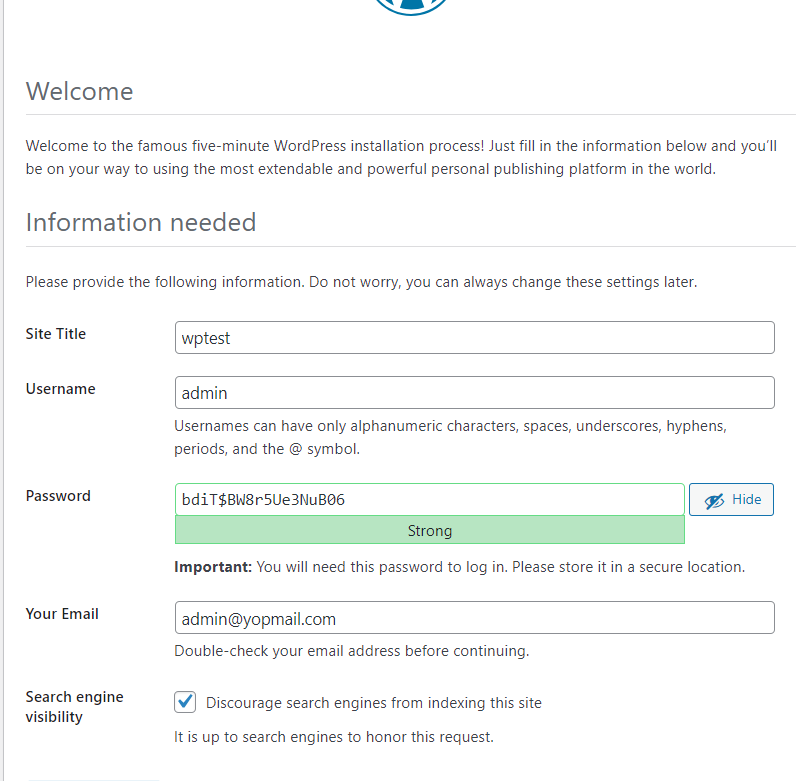 Welcome
Welcome to the famous five-minute WordPress installation process! Just fill in the information below and you’ll
be on your way to using the most extendable and powerful personal publishing platform in the world.
Information needed
Please provide the following information. Do not worry, you can always change these settings later.
Site Title
wptest
Username
admin
Usernames can have only alphanumeric characters, spaces, underscores, hyphens,
periods, and the @ symbol.
Password
bdiT$BW8r5Ue3NuB06
Hide
Strong
Important: You will need this password to log in. Please store it in a secure location.
Your Email
admin@yopmail.com
Double-check your email address before continuing.
Search engine
visibility
Discourage search engines from indexing this site
It is up to search engines to honor this request.